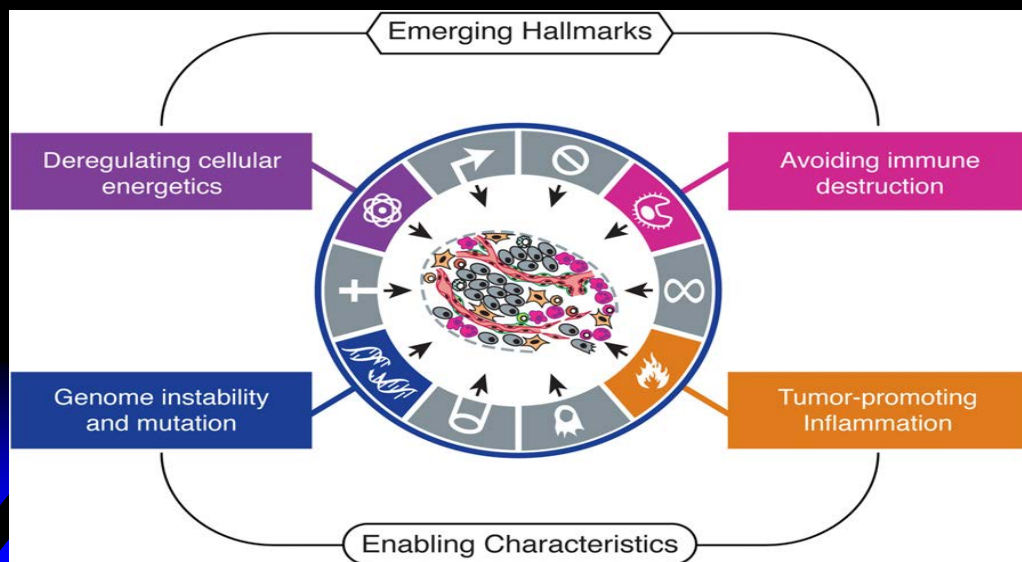 Emerging Hallmarks
Deregulating cellular
energetics
Avoiding immune
destruction
Genome instability
and mutation
Tumor-promoting
Inflammation
Enabling Characteristics